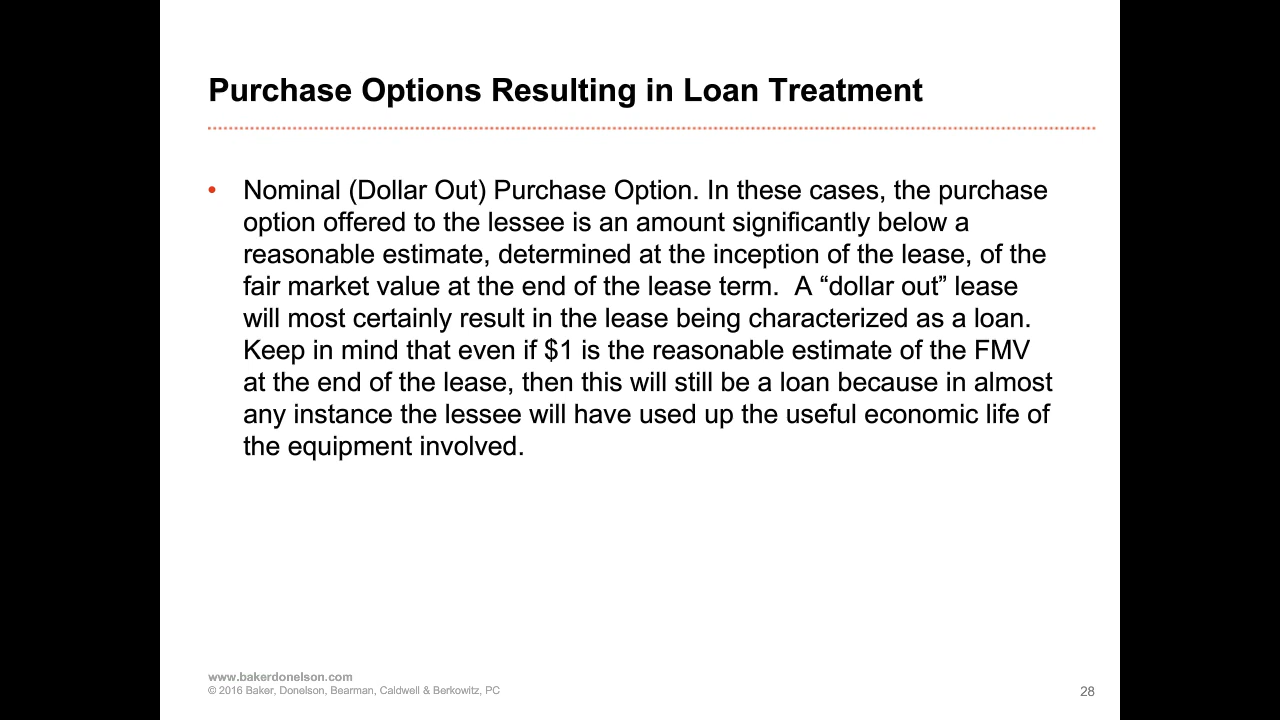 Purchase Options Resulting in Loan Treatment
• Nominal (Dollar Out) Purchase Option. In these cases, the purchase
option offered to the lessee is an amount significantly below a
reasonable estimate, determined at the inception of the lease, of the
fair market value at the end of the lease term.  A “dollar out” lease
will most certainly result in the lease being characterized as a loan.
Keep in mind that even if $1 is the reasonable estimate of the FMV
at the end of the lease, then this will still be a loan because in almost
any instance the lessee will have used up the useful economic life of
the equipment involved.
www.bakerdonelson.com
© 2016 Baker, Donelson, Bearman, Caldwell & Berkowitz, PC
28